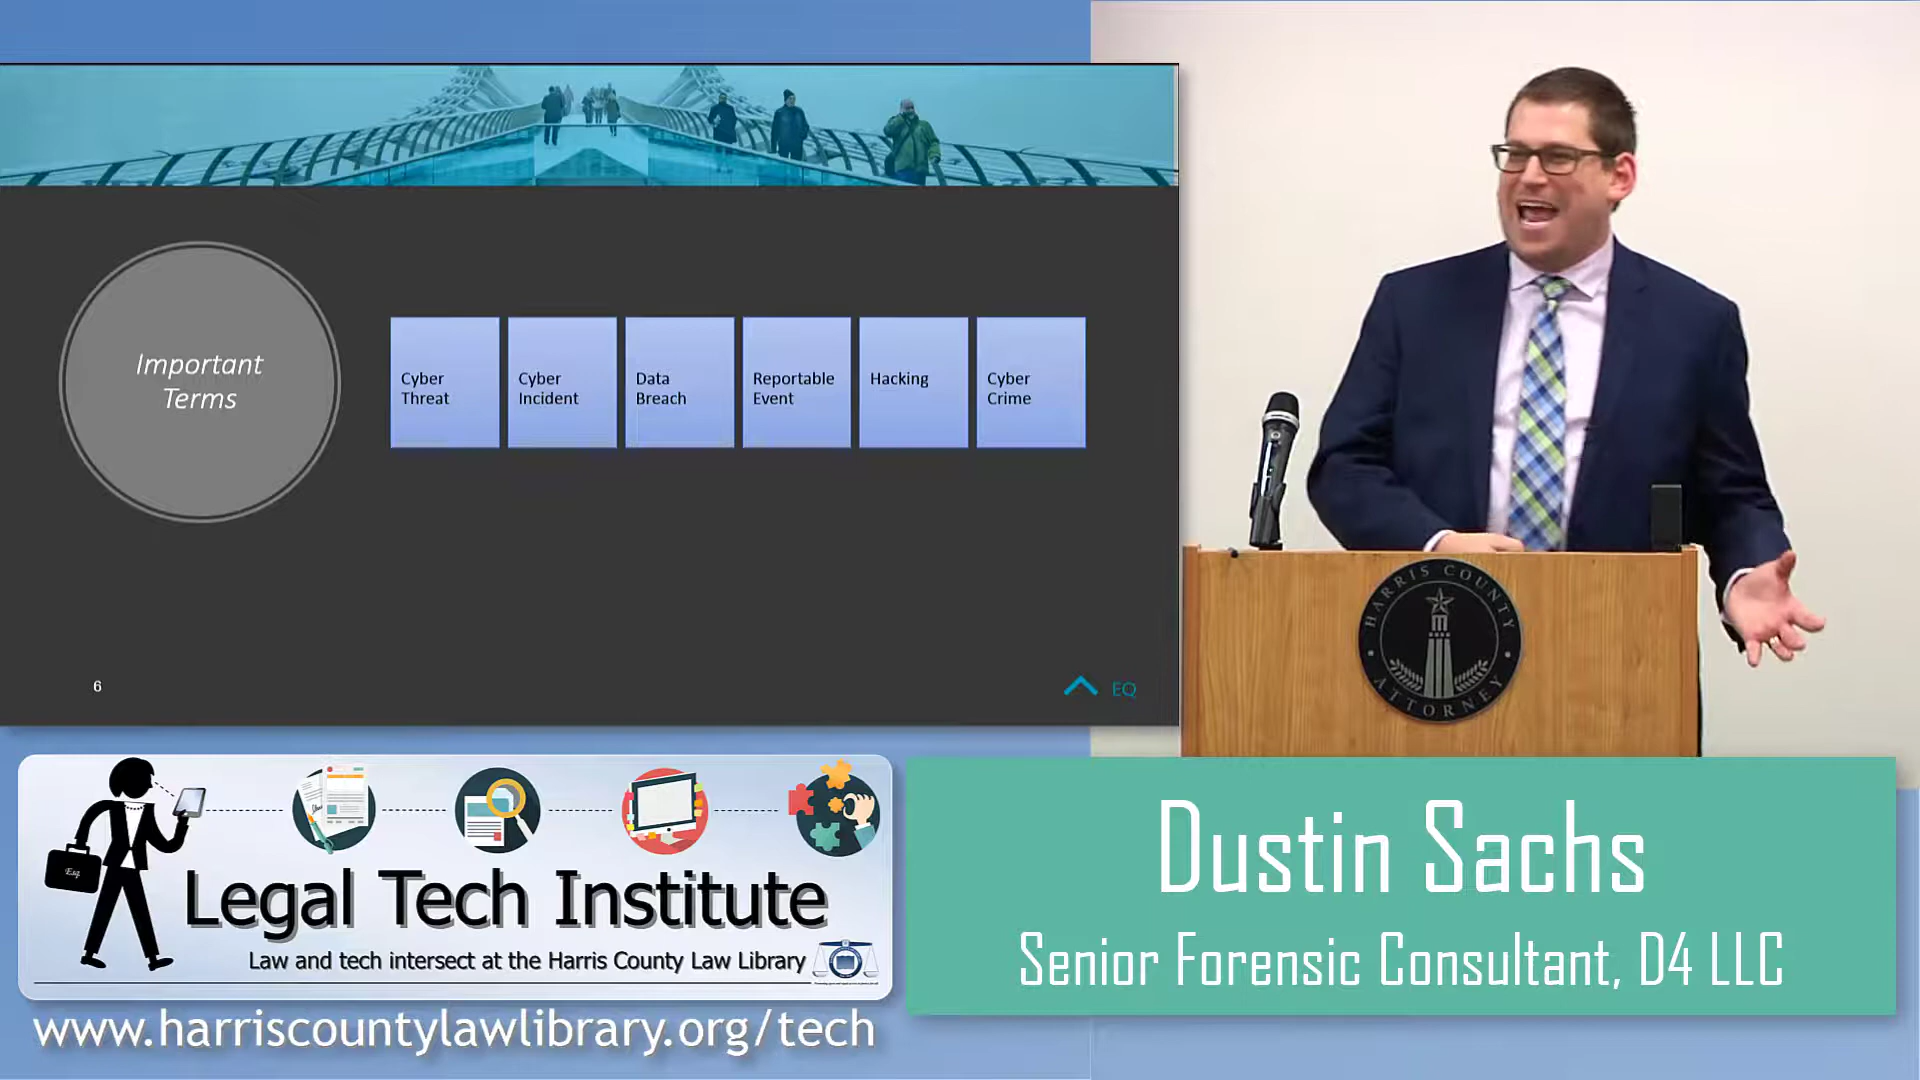 Important
Terms
Cyber
Threat
Cyber
Incident
Data
Breach
Reportable
Event
Hacking
Cyber
Crime
6
EQ
HARRIS COUNTY
ATTORNEY
Esq.
Legal Tech Institute
Law and tech intersect at the Harris County Law Library
www.harriscountylawlibrary.org/tech
Dustin Sachs
Senior Forensic Consultant, D4 LLC